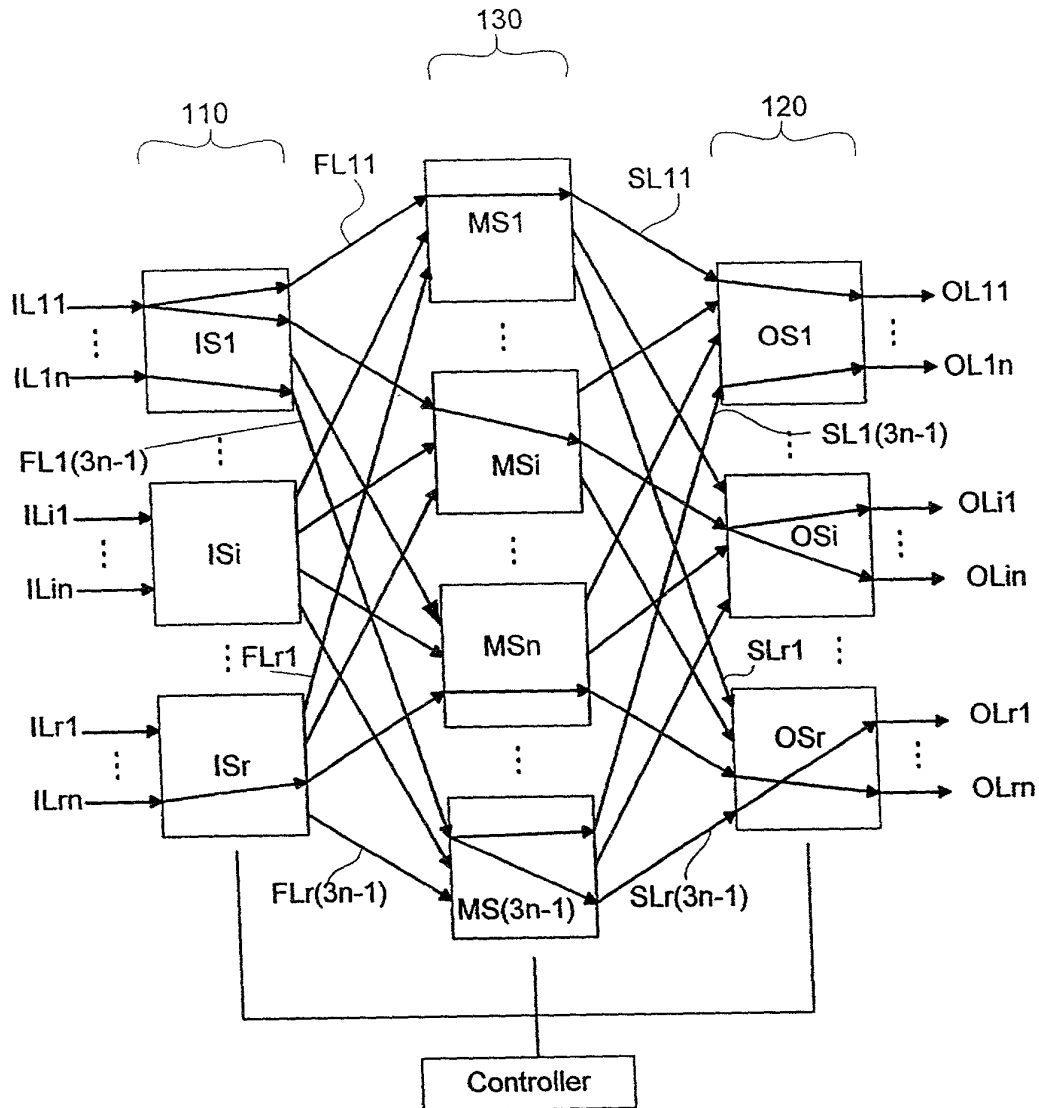 130
110
120
FL11
SL11
MS1
IL11
IS1
OS1
OL11
IL1n
OL1n
FL1(3n-1)
SL1(3n-1)
MSi
ILi1
ISi
OSi
OLi1
ILin
OLin
FLr1
MSn
SLr1
ILr1
ISr
OSr
OLr1
ILrn
OLrn
FLr(3n-1)
MS(3n-1)
SLr(3n-1)
Controller